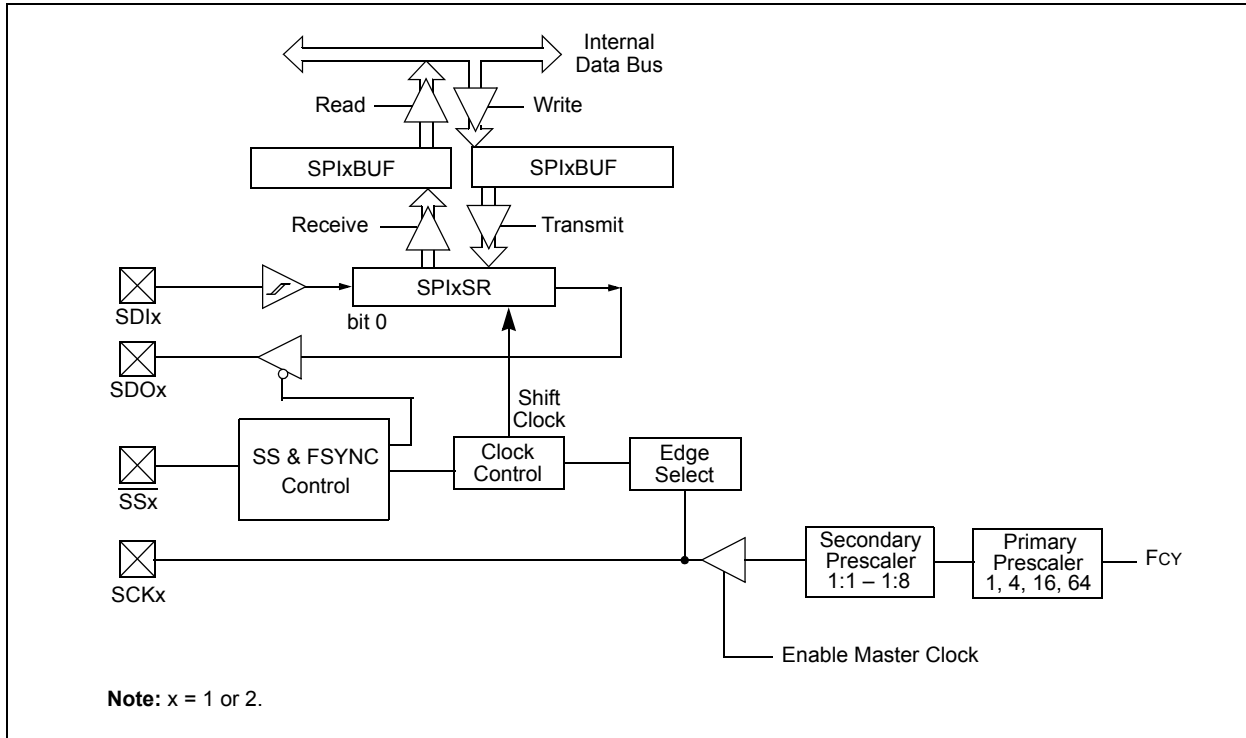 Internal
Data Bus
Read
Write
SPIxBUF
SPIxBUF
Receive
Transmit
SDIx
SPIxSR
bit 0
SDOx
Shift
Clock
SS & FSYNC
Control
Clock
Control
Edge
Select
SSx
SCKx
Secondary
Prescaler
1:1 – 1:8
Primary
Prescaler
1, 4, 16, 64
FCY
Enable Master Clock
Note: x = 1 or 2.